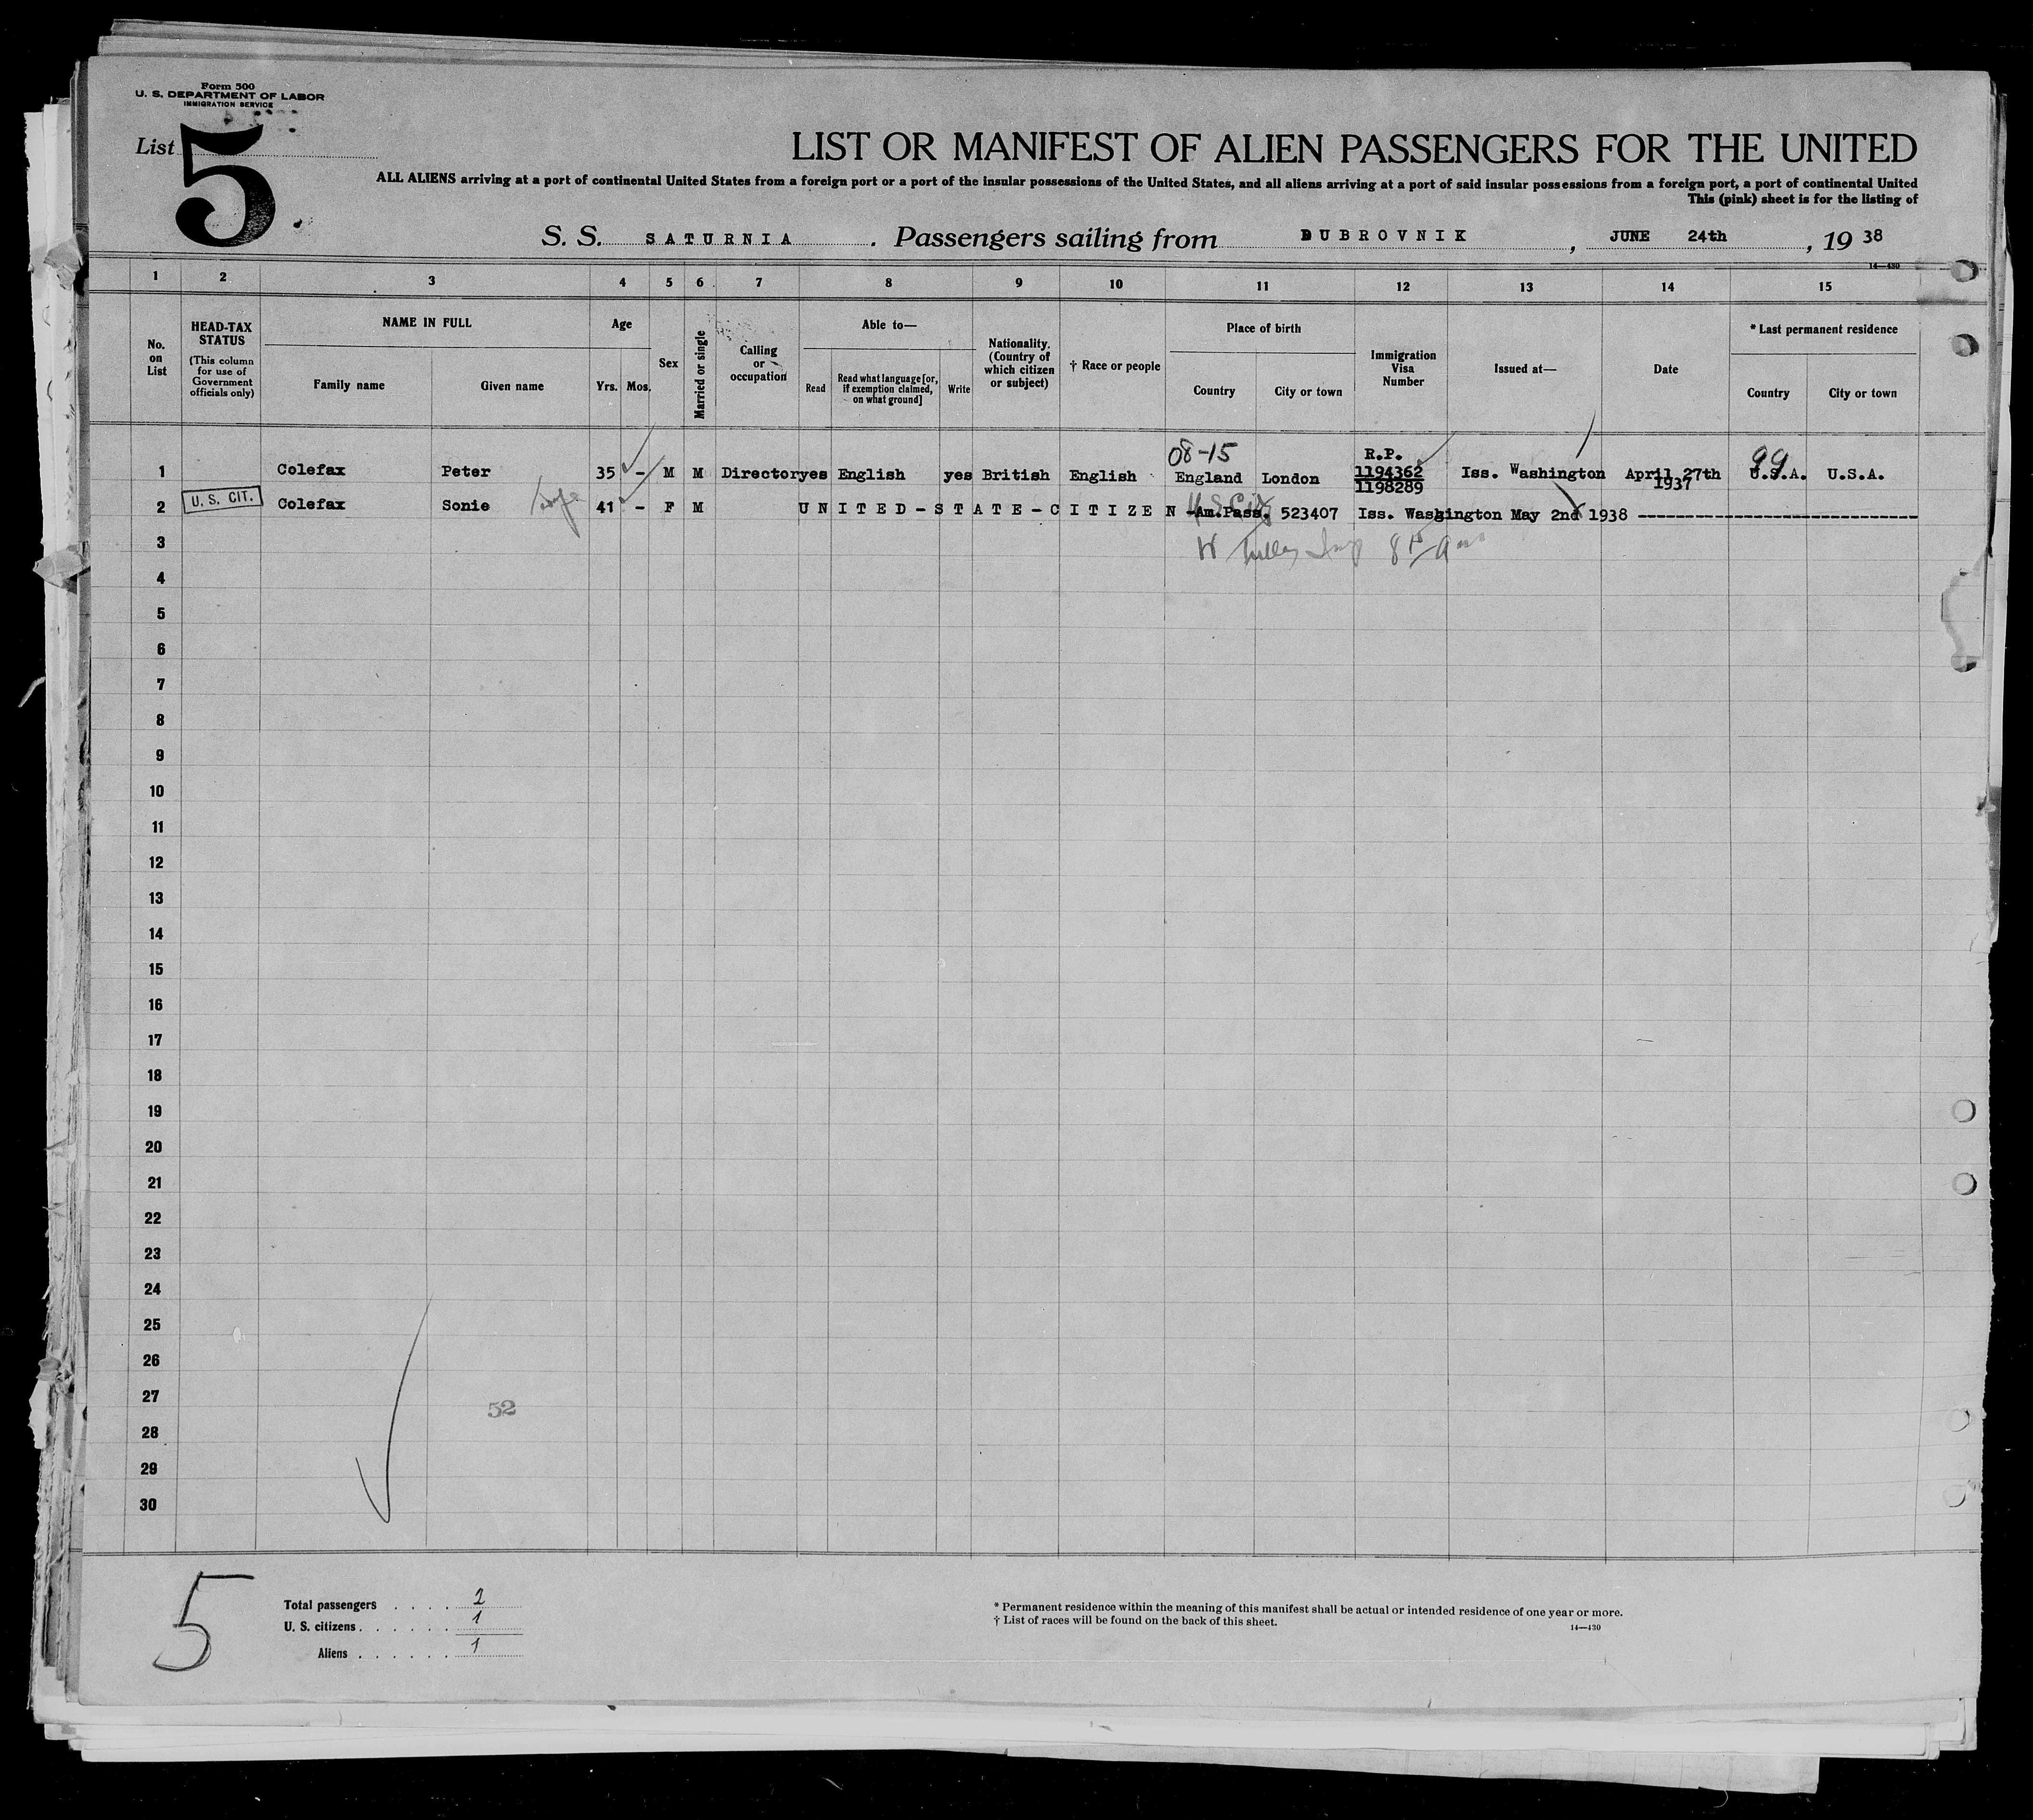 Form 500
U. S. DEPARTMENT OF LABOR
IMMIGRATION SERVICE
List 5
LIST OR MANIFEST OF ALIEN PASSENGERS FOR THE UNITED
ALL ALIENS arriving at a port of continental United States from a foreign port or a port of the insular possessions of the United States, and all aliens arriving at a port of said insular possessions from a foreign port, a port of continental United
This (pink) sheet is for the listing of
S. S. SATURNIA . Passengers sailing from DUBROVNIK , JUNE 24th , 19 38
14—430
1 2 3 4 5 6 7 8 9 10 11 12 13 14 15
No. on List
HEAD-TAX STATUS
(This column for use of Government officials only)
NAME IN FULL
Family name
Given name
Age
Yrs.
Mos.
Sex
Married or single
Calling or occupation
Able to—
Read
Read what language [or, if exemption claimed, on what ground]
Write
Nationality. (Country of which citizen or subject)
† Race or people
Place of birth
Country
City or town
Immigration Visa Number
Issued at—
Date
* Last permanent residence
Country
City or town
08-15 R.P. 99
1 Colefax Peter 35 - M M Director yes English yes British English England London 1194362 Iss. Washington April 27th U.S.A. U.S.A.
1198289 1937
2 U. S. CIT. Colefax Sonie wife 41 - F M UNITED-STATE-CITIZEN -Am.Pass. 523407 Iss. Washington May 2nd 1938
3
4
5
6
7
8
9
10
11
12
13
14
15
16
17
18
19
20
21
22
23
24
25
26
27
52
28
29
30
5
Total passengers . . . . 2
U. S. citizens . . . . . . 1
Aliens . . . . . . 1
* Permanent residence within the meaning of this manifest shall be actual or intended residence of one year or more.
† List of races will be found on the back of this sheet.
14—430